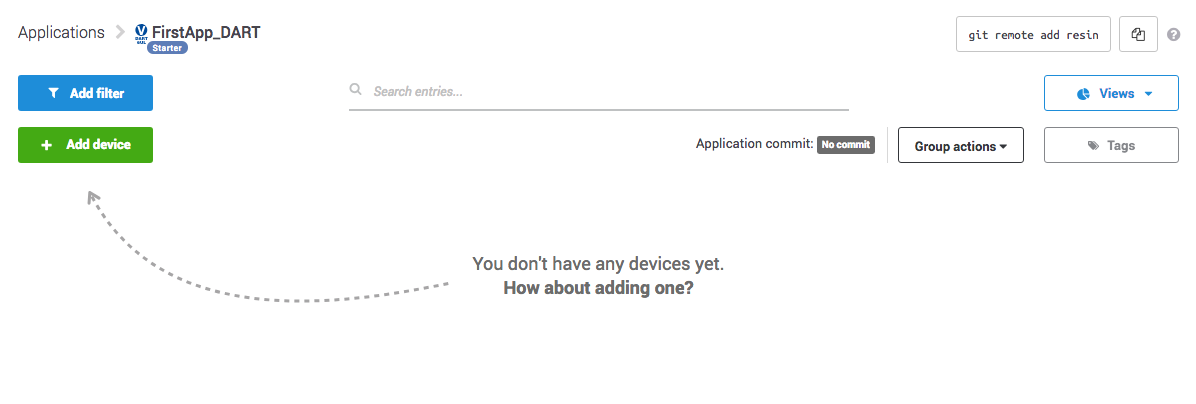 Applications FirstApp_DART
Starter
git remote add resin
Add filter
Search entries...
Views
Add device
Application commit: No commit
Group actions
Tags
You don't have any devices yet.
How about adding one?